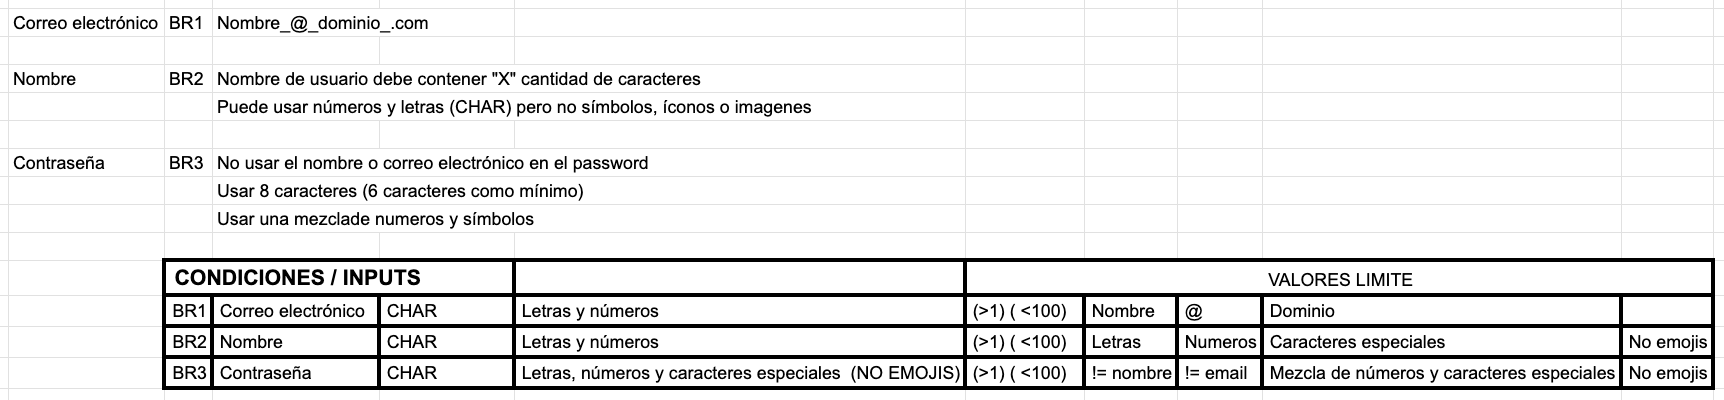 Correo electrónico BR1 Nombre_@_dominio_.com
Nombre BR2 Nombre de usuario debe contener "X" cantidad de caracteres
Puede usar números y letras (CHAR) pero no símbolos, íconos o imagenes
Contraseña BR3 No usar el nombre o correo electrónico en el password
Usar 8 caracteres (6 caracteres como mínimo)
Usar una mezclade numeros y símbolos
CONDICIONES / INPUTS VALORES LIMITE
BR1 Correo electrónico CHAR Letras y números (>1) ( <100) Nombre @ Dominio
BR2 Nombre CHAR Letras y números (>1) ( <100) Letras Numeros Caracteres especiales No emojis
BR3 Contraseña CHAR Letras, números y caracteres especiales (NO EMOJIS) (>1) ( <100) != nombre != email Mezcla de números y caracteres especiales No emojis